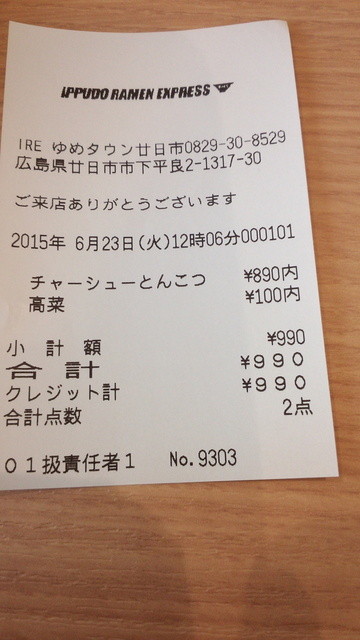 IPPUDO RAMEN EXPRESS
IRE ゆめタウン廿日市0829-30-8529
広島県廿日市市下平良2-1317-30
ご来店ありがとうございます
2015年 6月23日(火)12時06分000101
チャーシューとんこつ ¥890内
高菜 ¥100内
小計額 ¥990
合計 ¥990
クレジット計 ¥990
合計点数 2点
01扱責任者1 No.9303